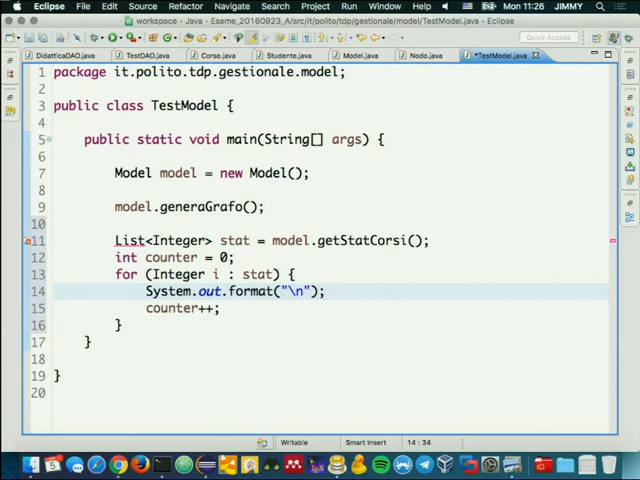 Eclipse File Edit Source Refactor Navigate Search Project Run Window Help Mon 11:26 JIMMY
workspace - Java - Esame_20160923_A/src/it/polito/tdp/gestionale/model/TestModel.java - Eclipse
Quick Access
DidatticaDAO.java TestDAO.java Corso.java Studente.java Model.java Nodo.java *TestModel.java
1 package it.polito.tdp.gestionale.model;
2
3 public class TestModel {
4
5 public static void main(String[] args) {
6
7 Model model = new Model();
8
9 model.generaGrafo();
10
11 List<Integer> stat = model.getStatCorsi();
12 int counter = 0;
13 for (Integer i : stat) {
14 System.out.format("\n");
15 counter++;
16 }
17 }
18
19 }
20
Writable Smart Insert 14 : 34